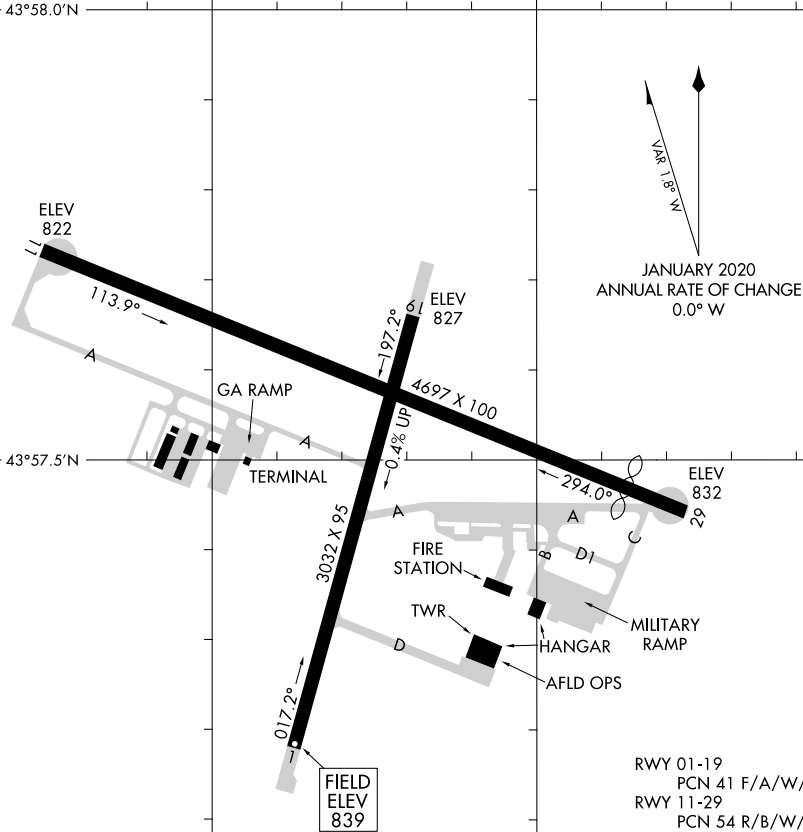 43°58.0'N
VAR 1.8° W
JANUARY 2020
ANNUAL RATE OF CHANGE
0.0° W
ELEV
822
11
113.9°
A
19
ELEV
827
197.2°
GA RAMP
4697 X 100
0.4% UP
A
43°57.5'N
TERMINAL
294.0°
ELEV
832
29
A
A
C
3032 X 95
FIRE
STATION
B
D1
TWR
MILITARY
RAMP
HANGAR
D
AFLD OPS
017.2°
1
FIELD
ELEV
839
RWY 01-19
PCN 41 F/A/W/
RWY 11-29
PCN 54 R/B/W/